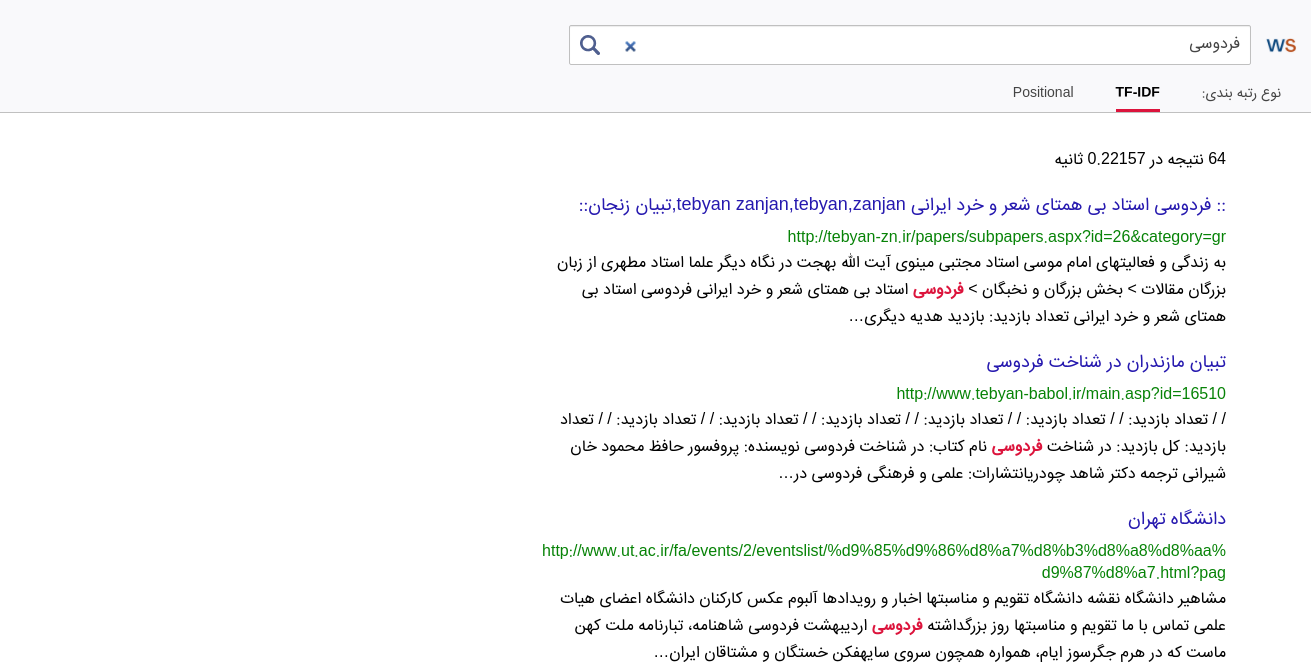 WS
فردوسی
نوع رتبه بندی:
TF-IDF
Positional
64 نتیجه در 0.22157 ثانیه
:: فردوسی استاد بی همتای شعر و خرد ایرانی tebyan zanjan,tebyan,zanjan,تبیان زنجان::
http://tebyan-zn.ir/papers/subpapers.aspx?id=26&category=gr
به زندگی و فعالیتهای امام موسی استاد مجتبی مینوی آیت الله بهجت در نگاه دیگر علما استاد مطهری از زبان
بزرگان مقالات > بخش بزرگان و نخبگان > فردوسی استاد بی همتای شعر و خرد ایرانی فردوسی استاد بی
همتای شعر و خرد ایرانی تعداد بازدید: بازدید هدیه دیگری...
تبیان مازندران در شناخت فردوسی
http://www.tebyan-babol.ir/main.asp?id=16510
/ / تعداد بازدید: / / تعداد بازدید: / / تعداد بازدید: / / تعداد بازدید: / / تعداد بازدید: / / تعداد بازدید: / / تعداد
بازدید: کل بازدید: در شناخت فردوسی نام کتاب: در شناخت فردوسی نویسنده: پروفسور حافظ محمود خان
شیرانی ترجمه دکتر شاهد چودریانتشارات: علمی و فرهنگی فردوسی در...
دانشگاه تهران
http://www.ut.ac.ir/fa/events/2/eventslist/%d9%85%d9%86%d8%a7%d8%b3%d8%a8%d8%aa%
d9%87%d8%a7.html?pag
مشاهیر دانشگاه نقشه دانشگاه تقویم و مناسبتها اخبار و رویدادها آلبوم عکس کارکنان دانشگاه اعضای هیات
علمی تماس با ما تقویم و مناسبتها روز بزرگداشته فردوسی اردیبهشت فردوسی شاهنامه، تبارنامه ملت کهن
ماست که در هرم جگرسوز ایام، همواره همچون سروی سایهفکن خستگان و مشتاقان ایران...